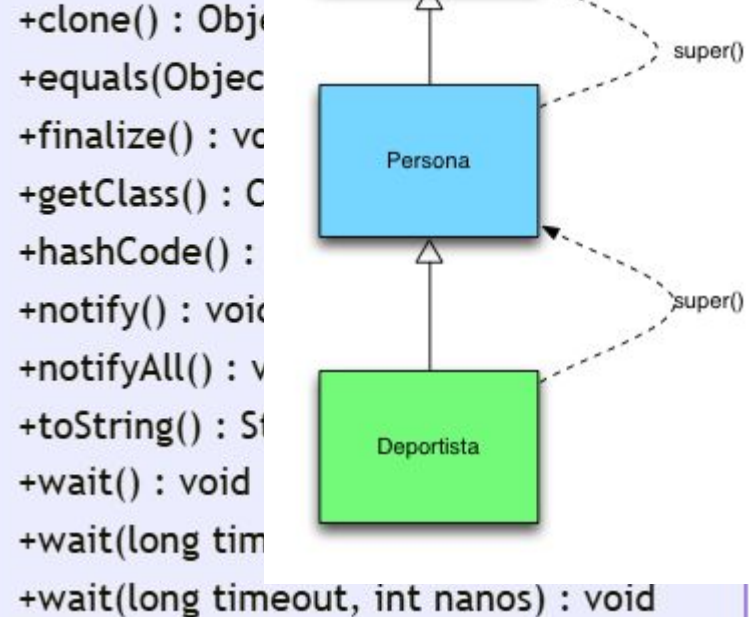 +clone() : Obje
+equals(Objec
+finalize() : vo
+getClass() : O
+hashCode() :
+notify() : void
+notifyAll() : v
+toString() : St
+wait() : void
+wait(long tim
+wait(long timeout, int nanos) : void
super()
Persona
super()
Deportista